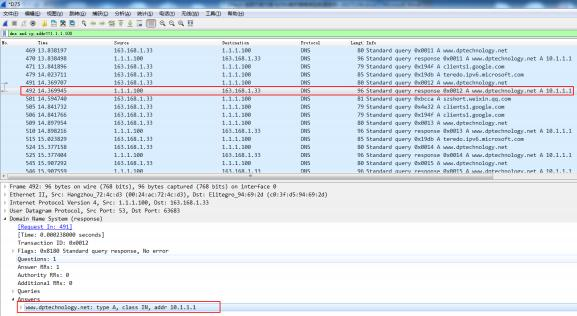 *D75
文件(F) 编辑(E) 视图(V) 跳转(G) 捕获(C) 分析(A) 统计(S) 电话(Y) 无线(W) 工具(T) 帮助(H)
dns and ip.addr==1.1.1.100
No. Time Source Destination Protocol Lengt Info
469 13.838197 163.168.1.33 1.1.1.100 DNS 80 Standard query 0x0011 A www.dptechnology.net
470 13.838498 1.1.1.100 163.168.1.33 DNS 96 Standard query response 0x0011 A www.dptechnology.net A 10.1.1.1
471 13.841896 163.168.1.33 1.1.1.100 DNS 79 Standard query 0x194f A clients1.google.com
479 14.023711 163.168.1.33 1.1.1.100 DNS 85 Standard query 0x19db A teredo.ipv6.microsoft.com
491 14.369707 163.168.1.33 1.1.1.100 DNS 80 Standard query 0x0012 A www.dptechnology.net
492 14.369945 1.1.1.100 163.168.1.33 DNS 96 Standard query response 0x0012 A www.dptechnology.net A 10.1.1.1
501 14.594740 163.168.1.33 1.1.1.100 DNS 81 Standard query 0xbcca A szshort.weixin.qq.com
505 14.841732 163.168.1.33 1.1.1.100 DNS 79 Standard query 0x4e32 A clients1.google.com
506 14.841766 163.168.1.33 1.1.1.100 DNS 79 Standard query 0x194f A clients1.google.com
509 14.897954 163.168.1.33 1.1.1.100 DNS 80 Standard query 0x0013 A www.dptechnology.net
510 14.898216 1.1.1.100 163.168.1.33 DNS 96 Standard query response 0x0013 A www.dptechnology.net A 10.1.1.1
515 15.023829 163.168.1.33 1.1.1.100 DNS 85 Standard query 0x19db A teredo.ipv6.microsoft.com
524 15.377158 163.168.1.33 1.1.1.100 DNS 80 Standard query 0x0014 A www.dptechnology.net
525 15.377404 1.1.1.100 163.168.1.33 DNS 96 Standard query response 0x0014 A www.dptechnology.net A 10.1.1.1
545 15.907292 163.168.1.33 1.1.1.100 DNS 80 Standard query 0x0015 A www.dptechnology.net
546 15.907559 1.1.1.100 163.168.1.33 DNS 96 Standard query response 0x0015 A www.dptechnology.net A 10.1.1.1
Frame 492: 96 bytes on wire (768 bits), 96 bytes captured (768 bits) on interface 0
Ethernet II, Src: Hangzhou_72:4c:d3 (00:24:ac:72:4c:d3), Dst: Elitegro_94:69:2d (c0:3f:d5:94:69:2d)
Internet Protocol Version 4, Src: 1.1.1.100, Dst: 163.168.1.33
User Datagram Protocol, Src Port: 53, Dst Port: 63683
Domain Name System (response)
[Request In: 491]
[Time: 0.000238000 seconds]
Transaction ID: 0x0012
Flags: 0x8180 Standard query response, No error
Questions: 1
Answer RRs: 1
Authority RRs: 0
Additional RRs: 0
Queries
Answers
www.dptechnology.net: type A, class IN, addr 10.1.1.1